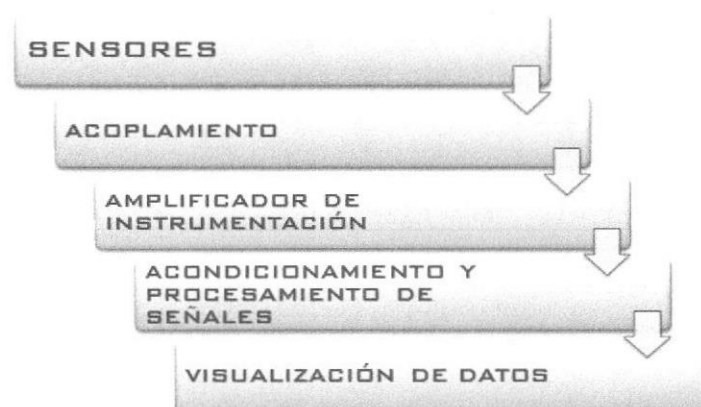 SENSORES
ACOPLAMIENTO
AMPLIFICADOR DE
INSTRUMENTACIÓN
ACONDICIONAMIENTO Y
PROCESAMIENTO DE
SEÑALES
VISUALIZACIÓN DE DATOS